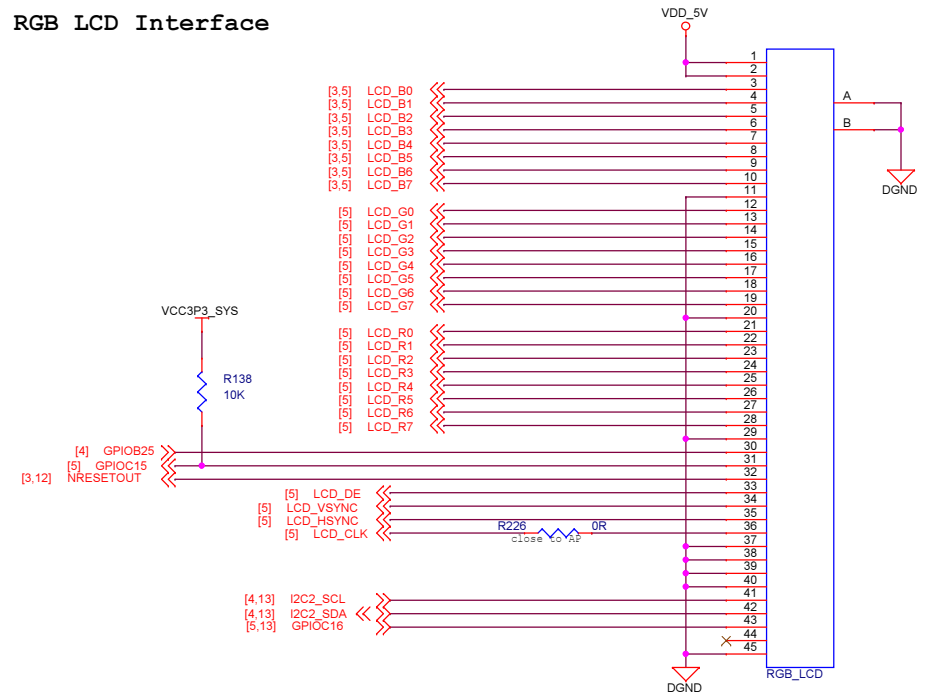 RGB LCD Interface
VDD_5V
1
2
[3,5] LCD_B0 3
[3,5] LCD_B1 4 A
[3,5] LCD_B2 5
[3,5] LCD_B3 6 B
[3,5] LCD_B4 7
[3,5] LCD_B5 8
[3,5] LCD_B6 9
[3,5] LCD_B7 10
DGND
11
[5] LCD_G0 12
[5] LCD_G1 13
[5] LCD_G2 14
[5] LCD_G3 15
[5] LCD_G4 16
[5] LCD_G5 17
[5] LCD_G6 18
[5] LCD_G7 19
VCC3P3_SYS
20
[5] LCD_R0 21
[5] LCD_R1 22
[5] LCD_R2 23
[5] LCD_R3 24
R138
[5] LCD_R4 25
10K
[5] LCD_R5 26
[5] LCD_R6 27
[5] LCD_R7 28
29
[4] GPIOB25 30
[5] GPIOC15 31
[3,12] NRESETOUT 32
[5] LCD_DE 33
[5] LCD_VSYNC 34
[5] LCD_HSYNC 35
[5] LCD_CLK R226 0R 36
close to AP
37
38
39
40
[4,13] I2C2_SCL 41
[4,13] I2C2_SDA 42
[5,13] GPIOC16 43
44
45
RGB_LCD
DGND